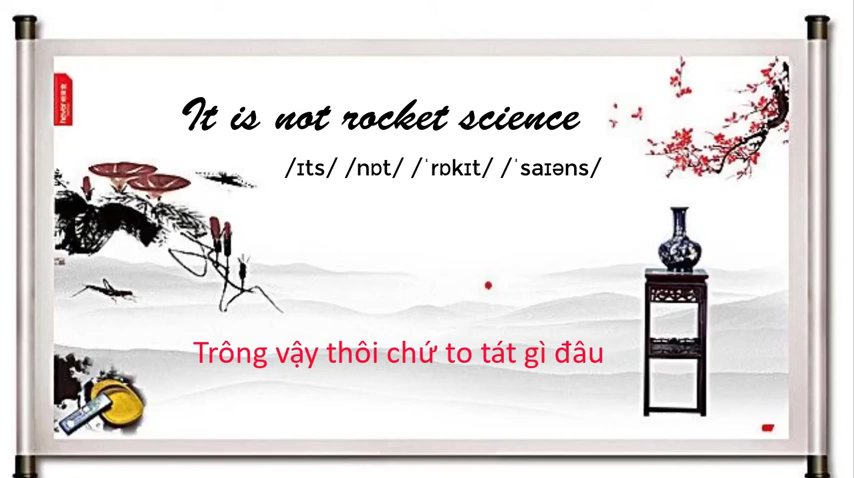 It is not rocket science
/ɪts/ /nɒt/ /ˈrɒkɪt/ /ˈsaɪəns/
Trông vậy thôi chứ to tát gì đâu